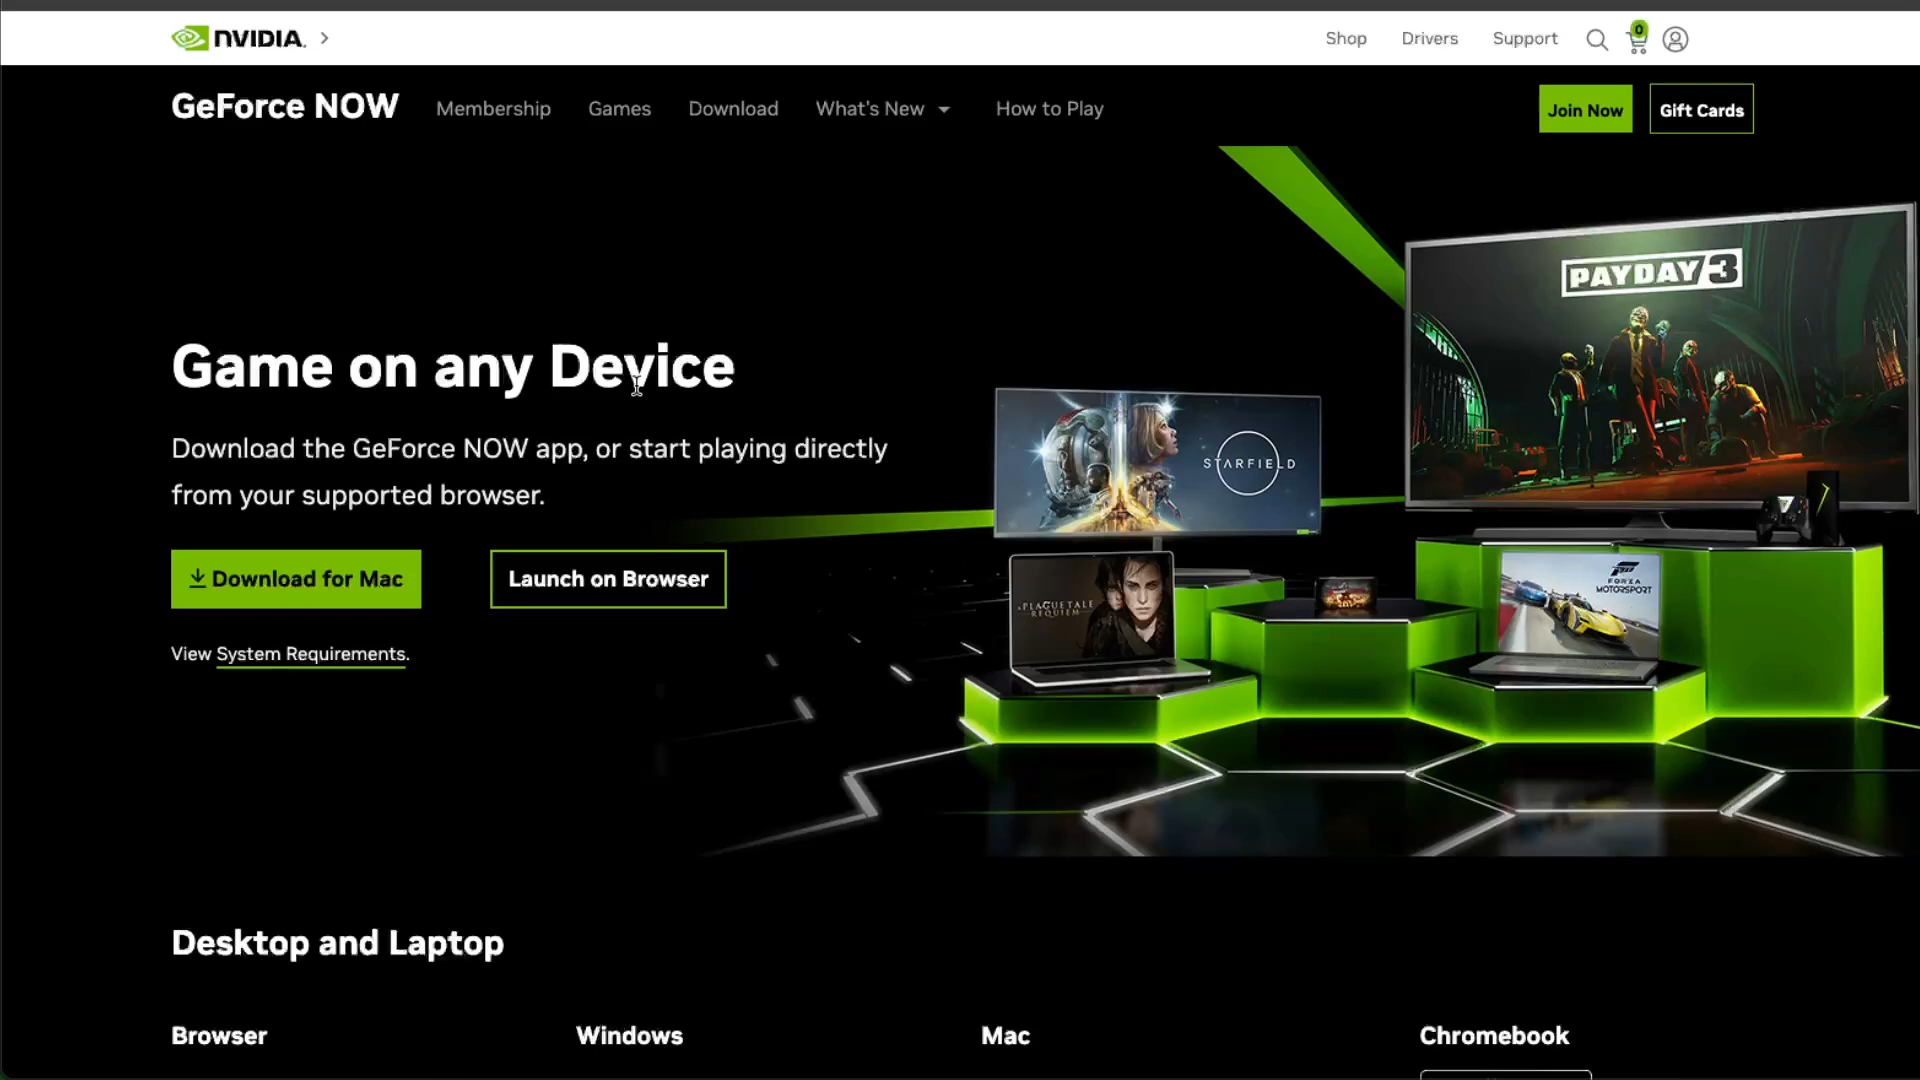 NVIDIA.
Shop
Drivers
Support
0
GeForce NOW
Membership
Games
Download
What's New
How to Play
Join Now
Gift Cards
PAYDAY 3
Game on any Device
Download the GeForce NOW app, or start playing directly
from your supported browser.
STARFIELD
Download for Mac
Launch on Browser
A PLAGUE TALE
REQUIEM
FORZA
MOTORSPORT
View System Requirements.
Desktop and Laptop
Browser
Windows
Mac
Chromebook